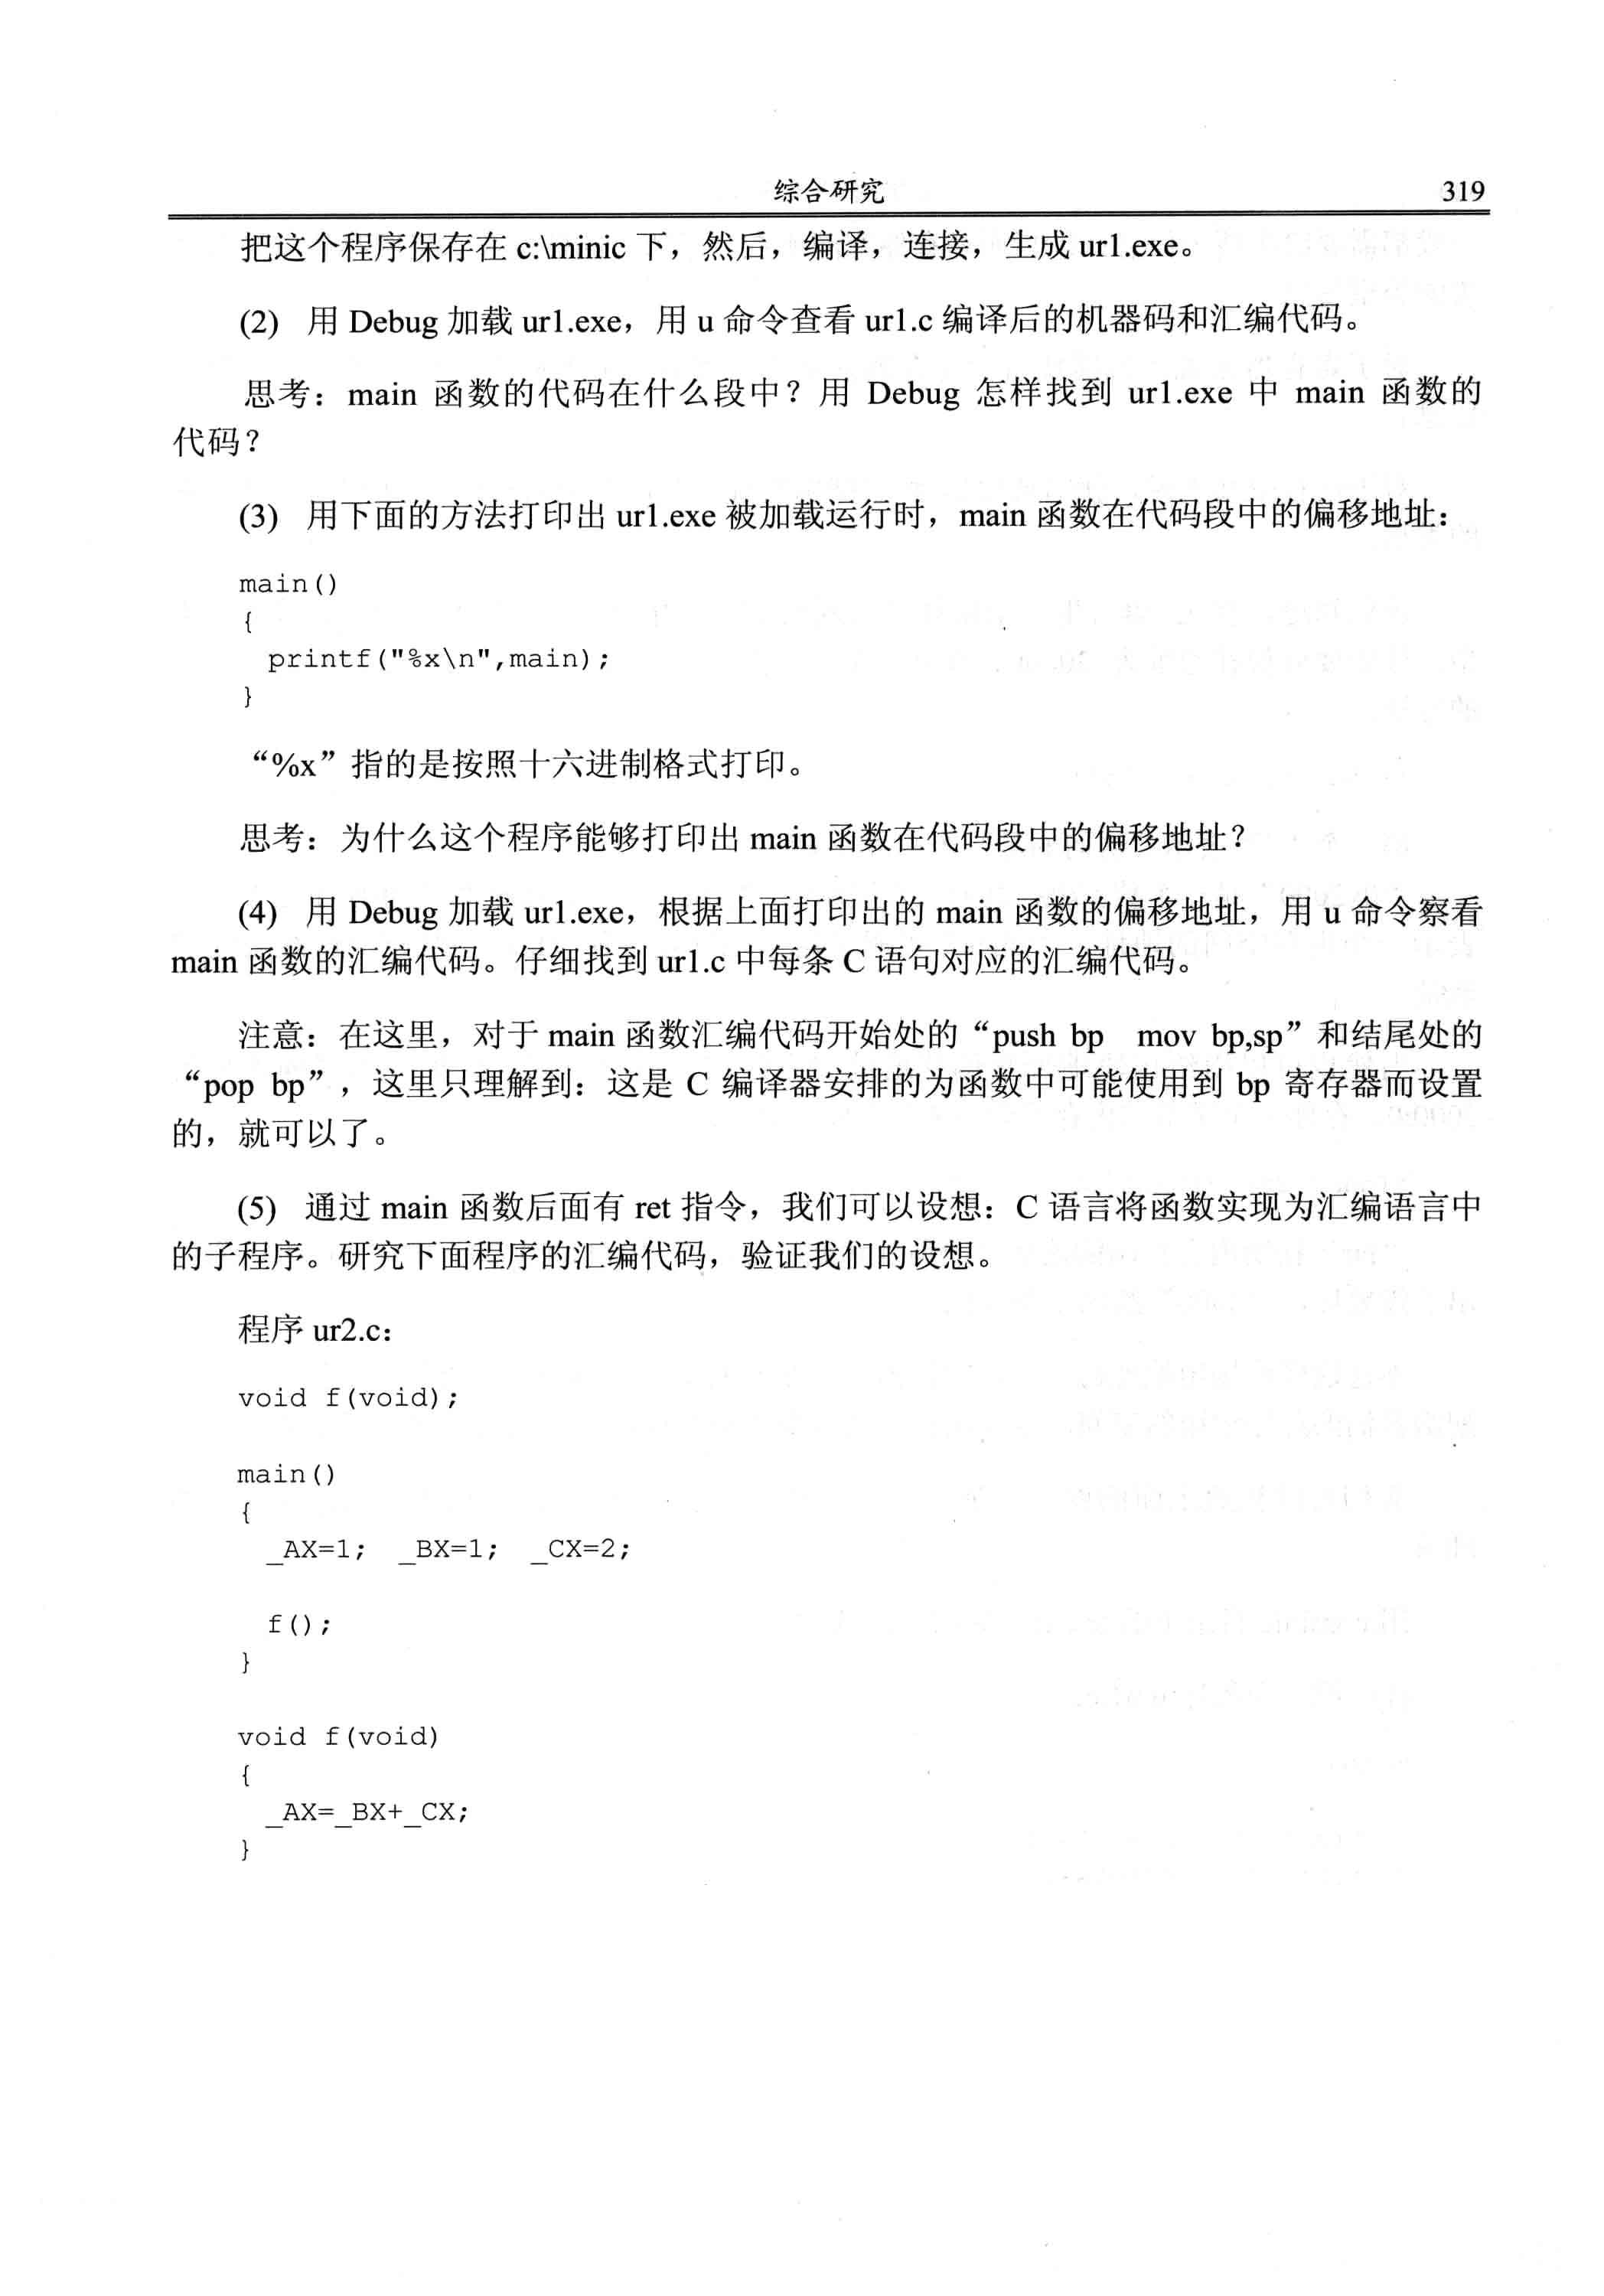 综合研究 319
把这个程序保存在 c:\minic 下，然后，编译，连接，生成 ur1.exe。
(2) 用 Debug 加载 ur1.exe，用 u 命令查看 ur1.c 编译后的机器码和汇编代码。
思考：main 函数的代码在什么段中？用 Debug 怎样找到 ur1.exe 中 main 函数的
代码？
(3) 用下面的方法打印出 ur1.exe 被加载运行时，main 函数在代码段中的偏移地址：
main()
{
printf("%x\n",main);
}
“%x”指的是按照十六进制格式打印。
思考：为什么这个程序能够打印出 main 函数在代码段中的偏移地址？
(4) 用 Debug 加载 ur1.exe，根据上面打印出的 main 函数的偏移地址，用 u 命令察看
main 函数的汇编代码。仔细找到 ur1.c 中每条 C 语句对应的汇编代码。
注意：在这里，对于 main 函数汇编代码开始处的“push bp mov bp,sp”和结尾处的
“pop bp”，这里只理解到：这是 C 编译器安排的为函数中可能使用到 bp 寄存器而设置
的，就可以了。
(5) 通过 main 函数后面有 ret 指令，我们可以设想：C 语言将函数实现为汇编语言中
的子程序。研究下面程序的汇编代码，验证我们的设想。
程序 ur2.c：
void f(void);
main()
{
_AX=1; _BX=1; _CX=2;
f();
}
void f(void)
{
_AX=_BX+_CX;
}